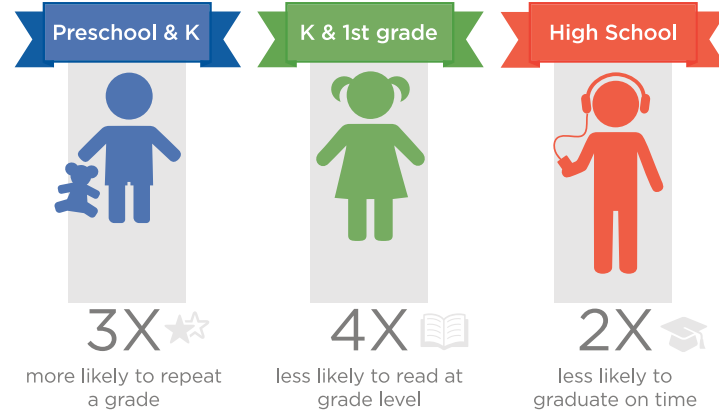 Preschool & K
K & 1st grade
High School
3X
more likely to repeat
a grade
4X
less likely to read at
grade level
2X
less likely to
graduate on time